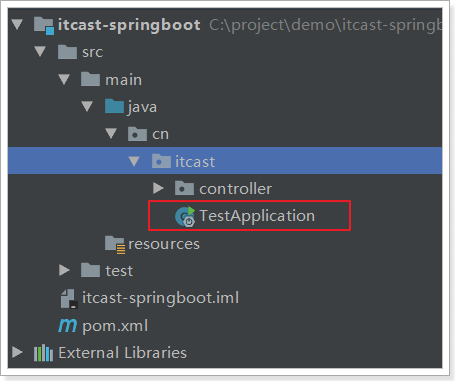 itcast-springboot C:\project\demo\itcast-springb
src
main
java
cn
itcast
controller
TestApplication
resources
test
itcast-springboot.iml
pom.xml
External Libraries